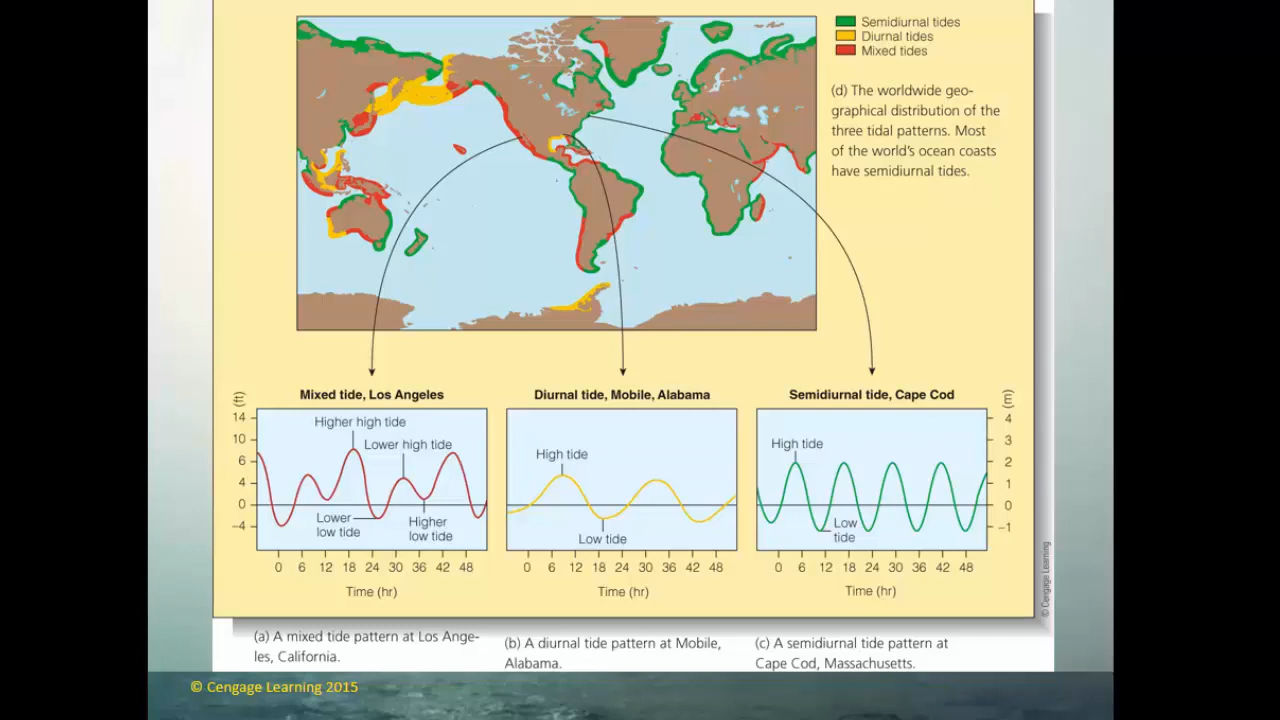 Semidiurnal tides
Diurnal tides
Mixed tides
(d) The worldwide geo-
graphical distribution of the
three tidal patterns. Most
of the world's ocean coasts
have semidiurnal tides.
Mixed tide, Los Angeles
(ft)
14
10
6
4
0
–4
Higher high tide
Lower high tide
Lower
low tide
Higher
low tide
0 6 12 18 24 30 36 42 48
Time (hr)
Diurnal tide, Mobile, Alabama
High tide
Low tide
0 6 12 18 24 30 36 42 48
Time (hr)
Semidiurnal tide, Cape Cod
High tide
Low
tide
(m)
4
3
2
1
0
–1
0 6 12 18 24 30 36 42 48
Time (hr)
© Cengage Learning
(a) A mixed tide pattern at Los Ange-
les, California.
(b) A diurnal tide pattern at Mobile,
Alabama.
(c) A semidiurnal tide pattern at
Cape Cod, Massachusetts.
© Cengage Learning 2015